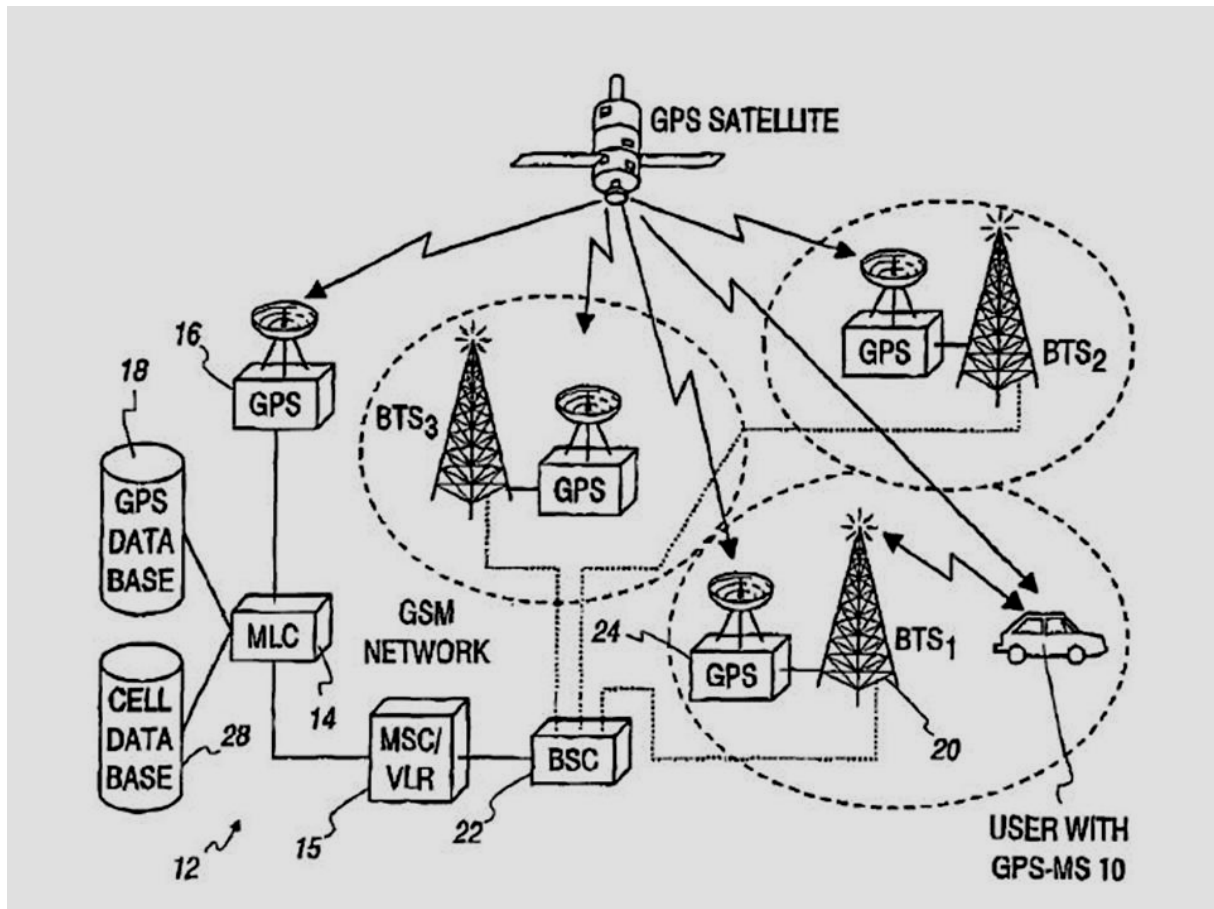 GPS SATELLITE
16
GPS
18
GPS
DATA
BASE
BTS3
GPS
GPS
BTS2
MLC
14
GSM
NETWORK
CELL
DATA
BASE
28
MSC/
VLR
15
BSC
22
24
GPS
BTS1
20
12
USER WITH
GPS-MS 10